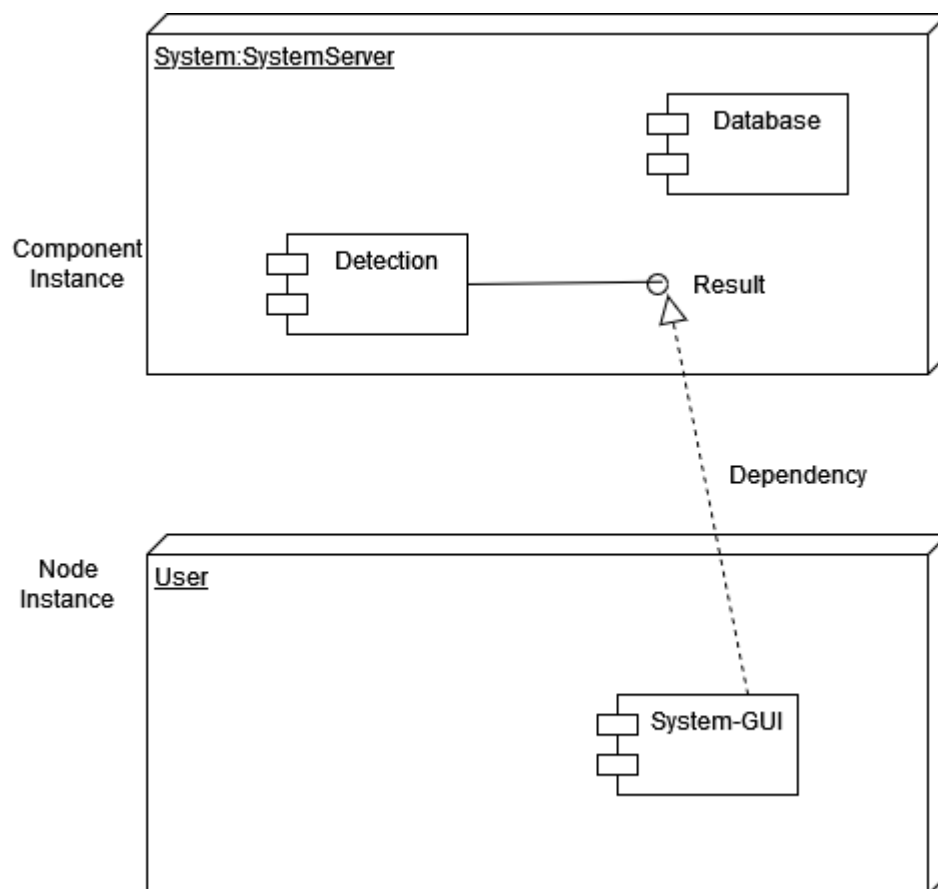 System:SystemServer
Database
Component
Instance
Detection
Result
Dependency
Node
Instance
User
System-GUI